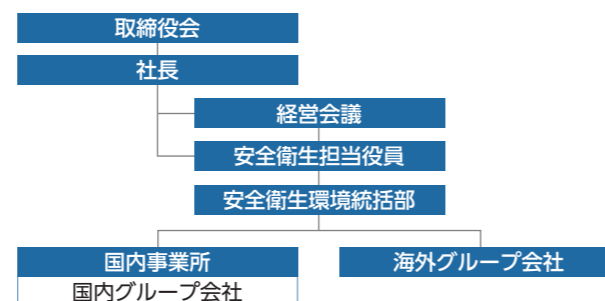 取締役会
社長
経営会議
安全衛生担当役員
安全衛生環境統括部
国内事業所
海外グループ会社
国内グループ会社